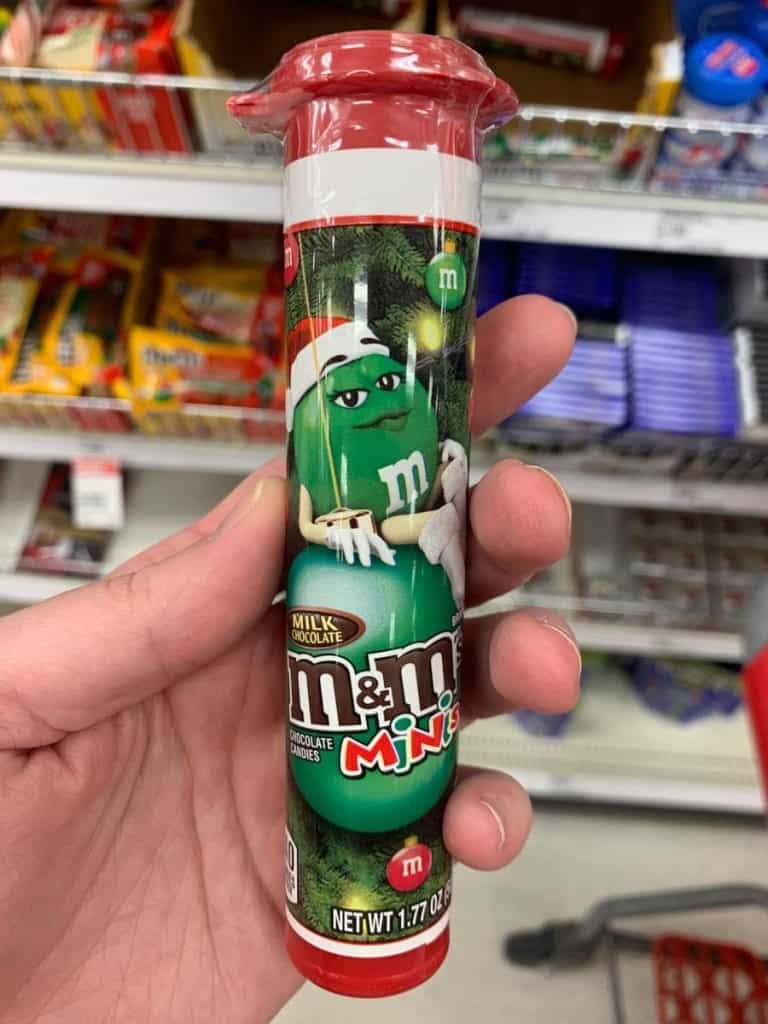 m
m
m
MILK
CHOCOLATE
m&m
CHOCOLATE
CANDIES
MiNiS
m
NET WT 1.77 OZ